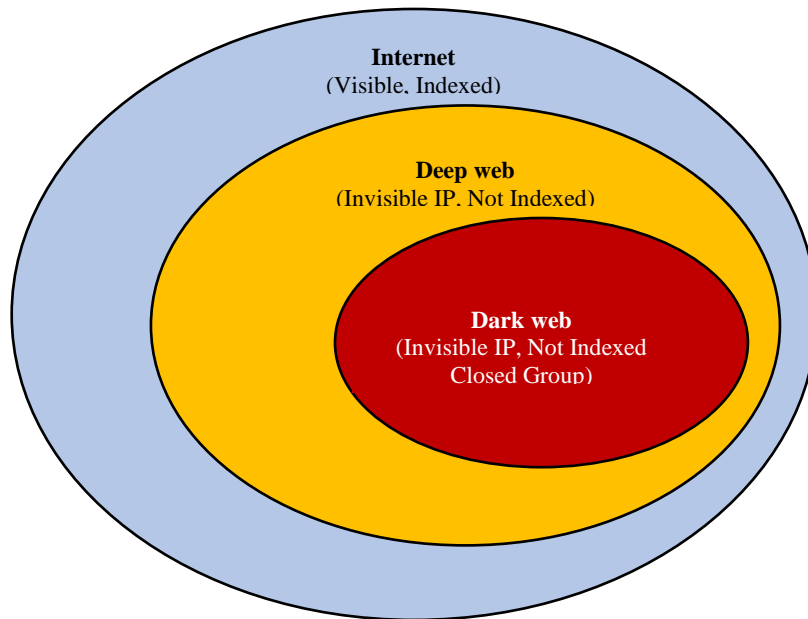 Internet
(Visible, Indexed)
Deep web
(Invisible IP, Not Indexed)
Dark web
(Invisible IP, Not Indexed
Closed Group)